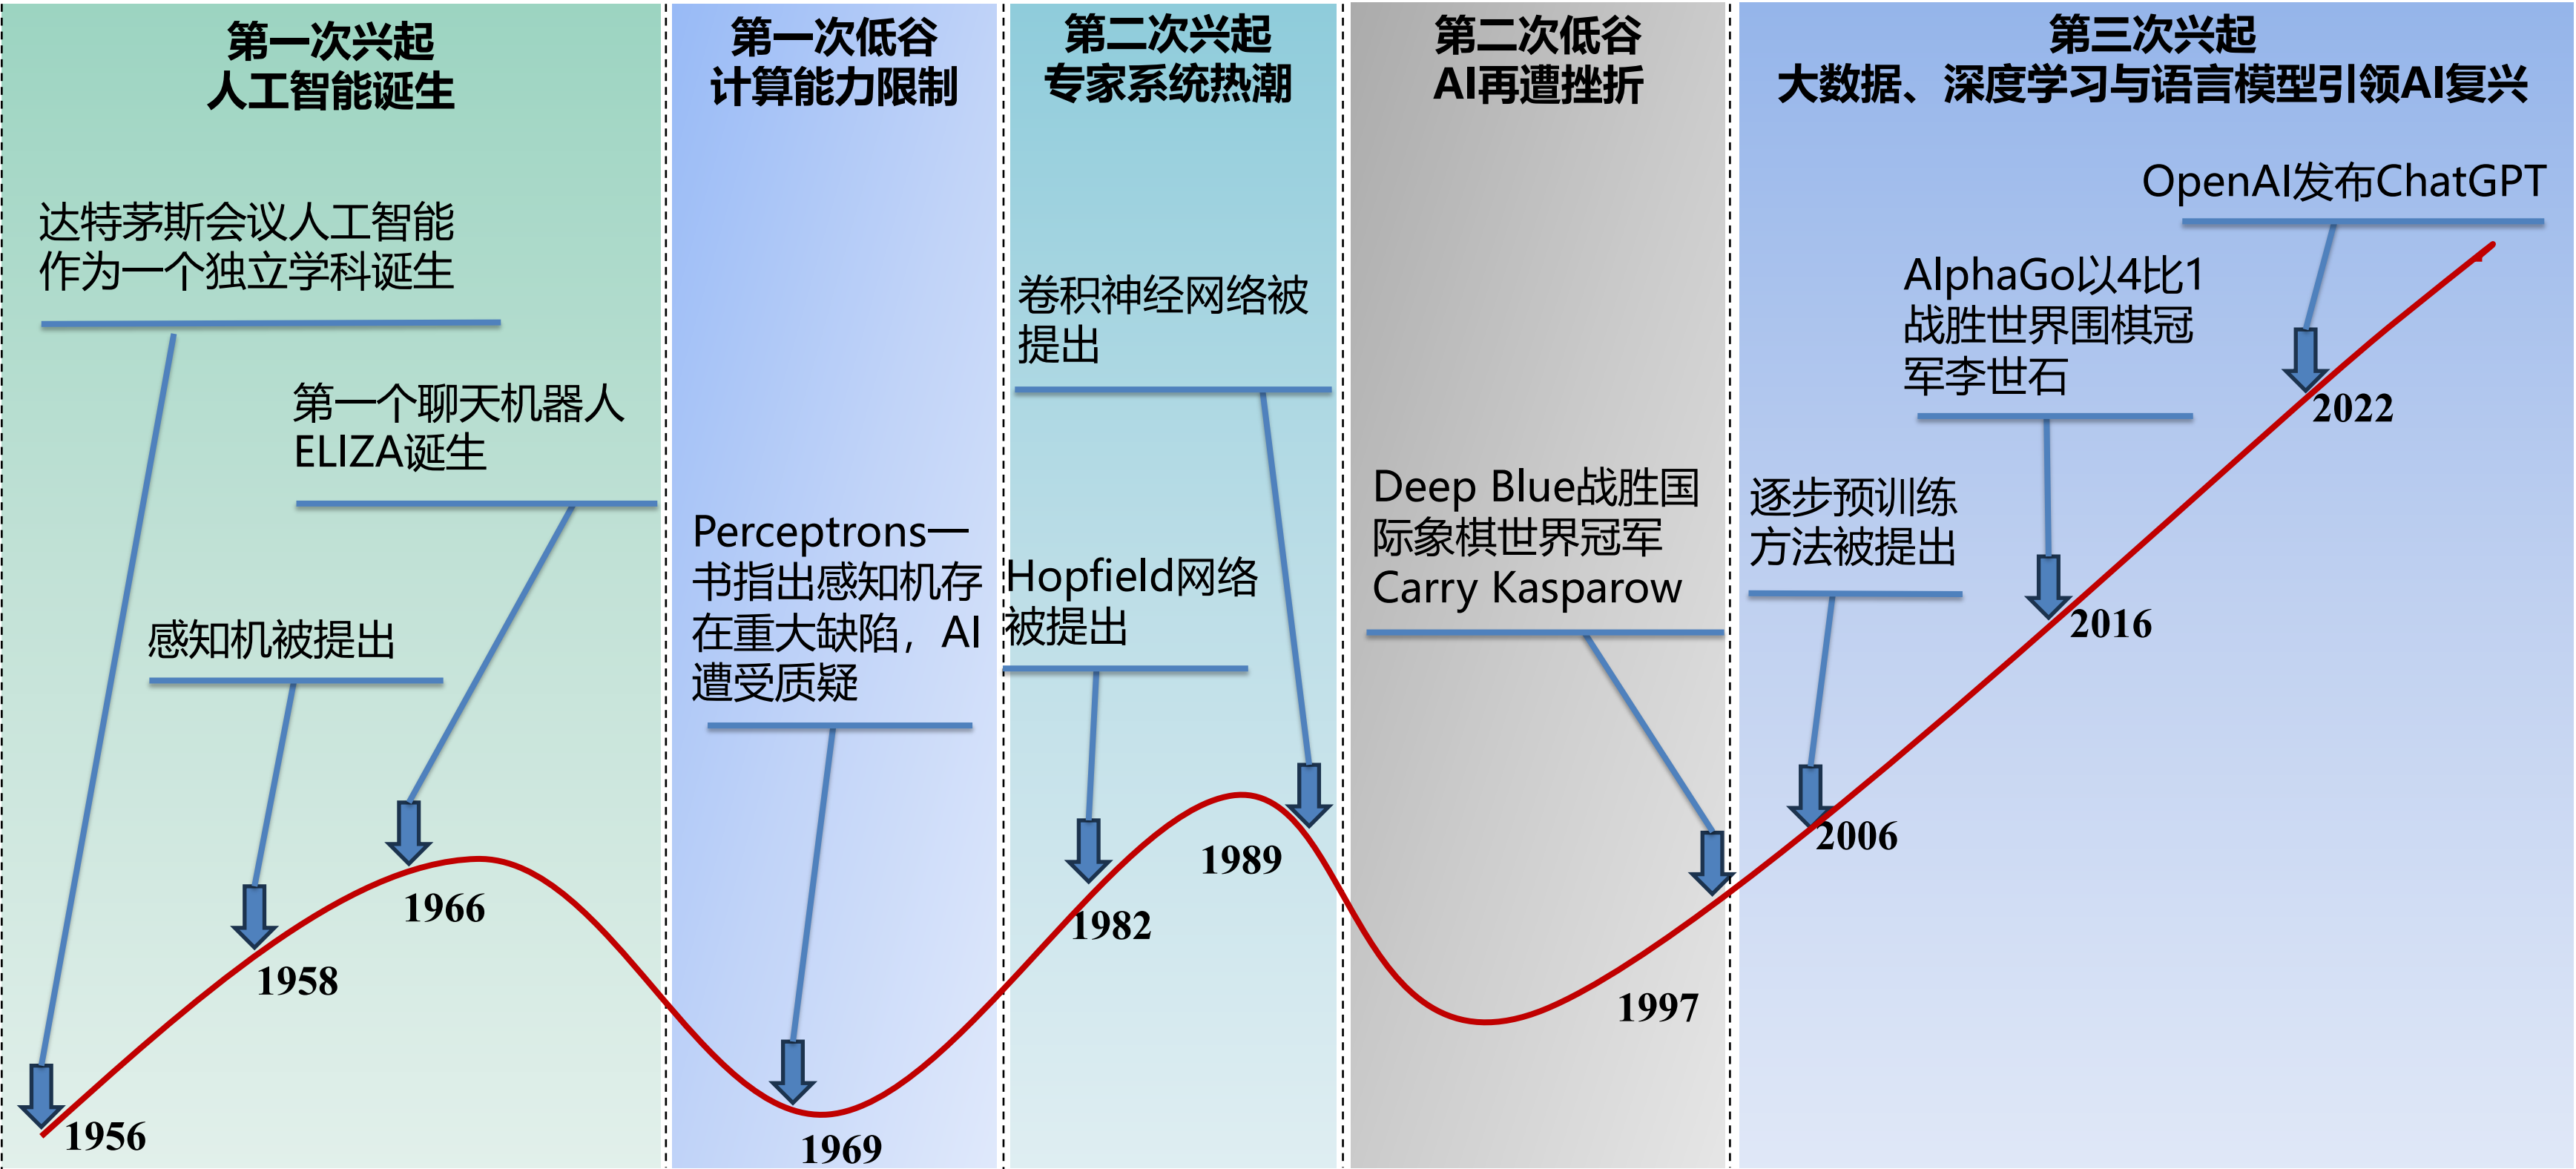 第一次兴起
人工智能诞生
达特茅斯会议人工智能
作为一个独立学科诞生
第一个聊天机器人
ELIZA诞生
感知机被提出
1956
1958
1966
第一次低谷
计算能力限制
Perceptrons一
书指出感知机存
在重大缺陷，AI
遭受质疑
1969
第二次兴起
专家系统热潮
卷积神经网络被
提出
Hopfield网络
被提出
1982
1989
第二次低谷
AI再遭挫折
Deep Blue战胜国
际象棋世界冠军
Carry Kasparow
1997
第三次兴起
大数据、深度学习与语言模型引领AI复兴
OpenAI发布ChatGPT
AlphaGo以4比1
战胜世界围棋冠
军李世石
逐步预训练
方法被提出
2006
2016
2022